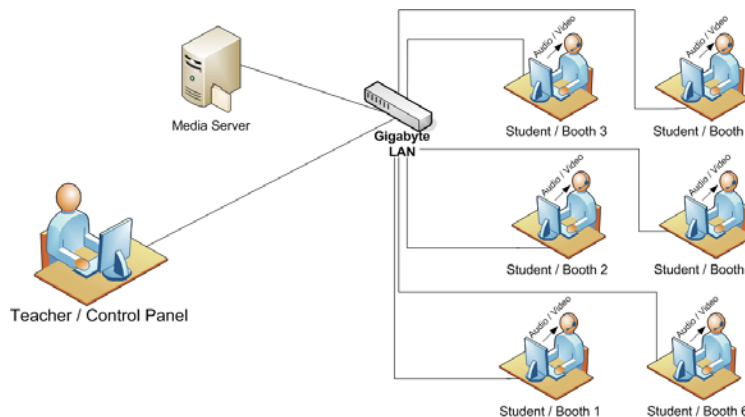 Audio / Video
Audio / Video
Media Server
Student / Booth 3
Student / Booth
Gigabyte
LAN
Audio / Video
Audio / Video
Student / Booth 2
Student / Booth
Teacher / Control Panel
Audio / Video
Audio / Video
Student / Booth 1
Student / Booth 6